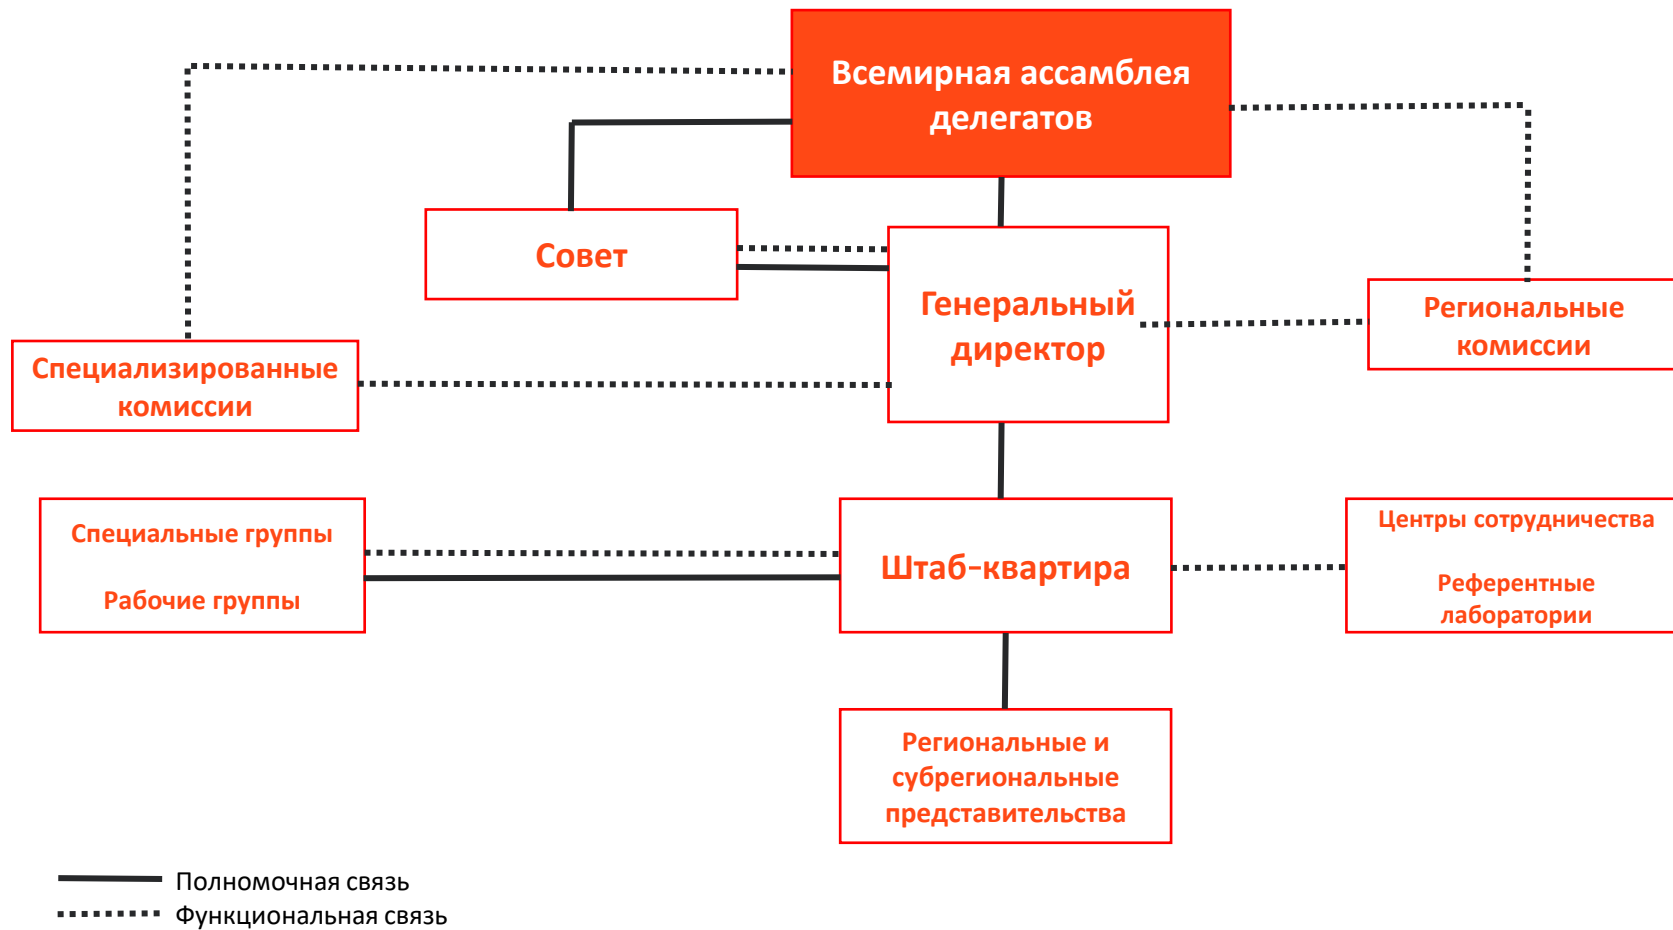 Всемирная ассамблея
делегатов
Совет
Генеральный
директор
Региональные
комиссии
Специализированные
комиссии
Специальные группы
Рабочие группы
Штаб-квартира
Центры сотрудничества
Референтные
лаборатории
Региональные и
субрегиональные
представительства
Полномочная связь
Функциональная связь